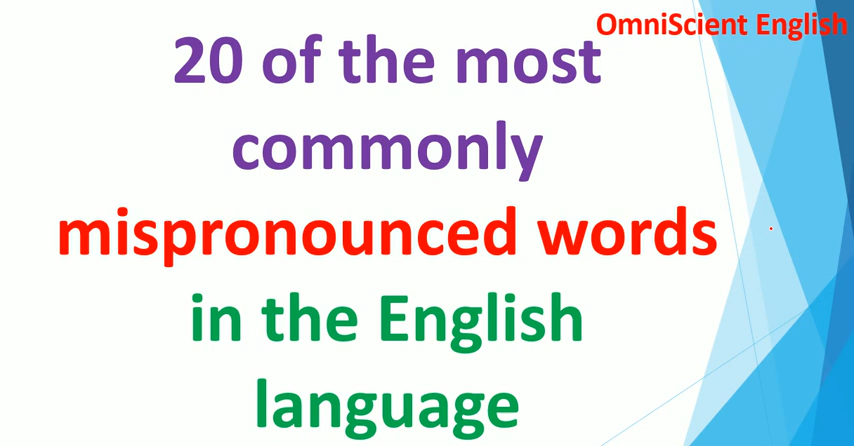 OmniScient English
20 of the most
commonly
mispronounced words
in the English
language